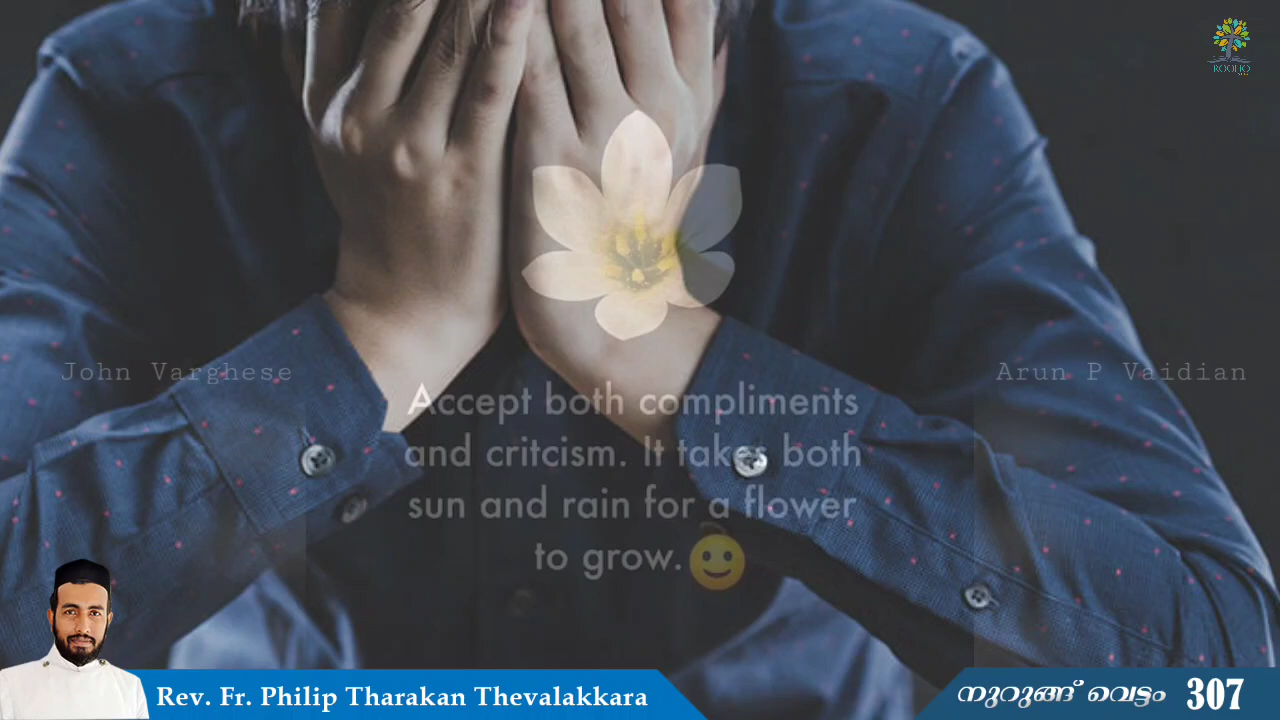 ROOHO
John Varghese
Arun P Vaidian
Accept both compliments
and critcism. It takes both
sun and rain for a flower
to grow.
Rev. Fr. Philip Tharakan Thevalakkara
നുറുങ്ങ് വെട്ടം 307